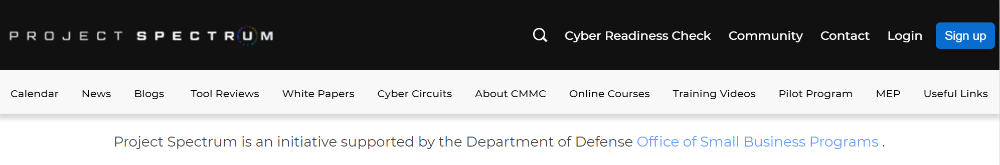 PROJECT SPECTRUM
Cyber Readiness Check Community Contact Login Sign up
Calendar News Blogs Tool Reviews White Papers Cyber Circuits About CMMC Online Courses Training Videos Pilot Program MEP Useful Links
Project Spectrum is an initiative supported by the Department of Defense Office of Small Business Programs .